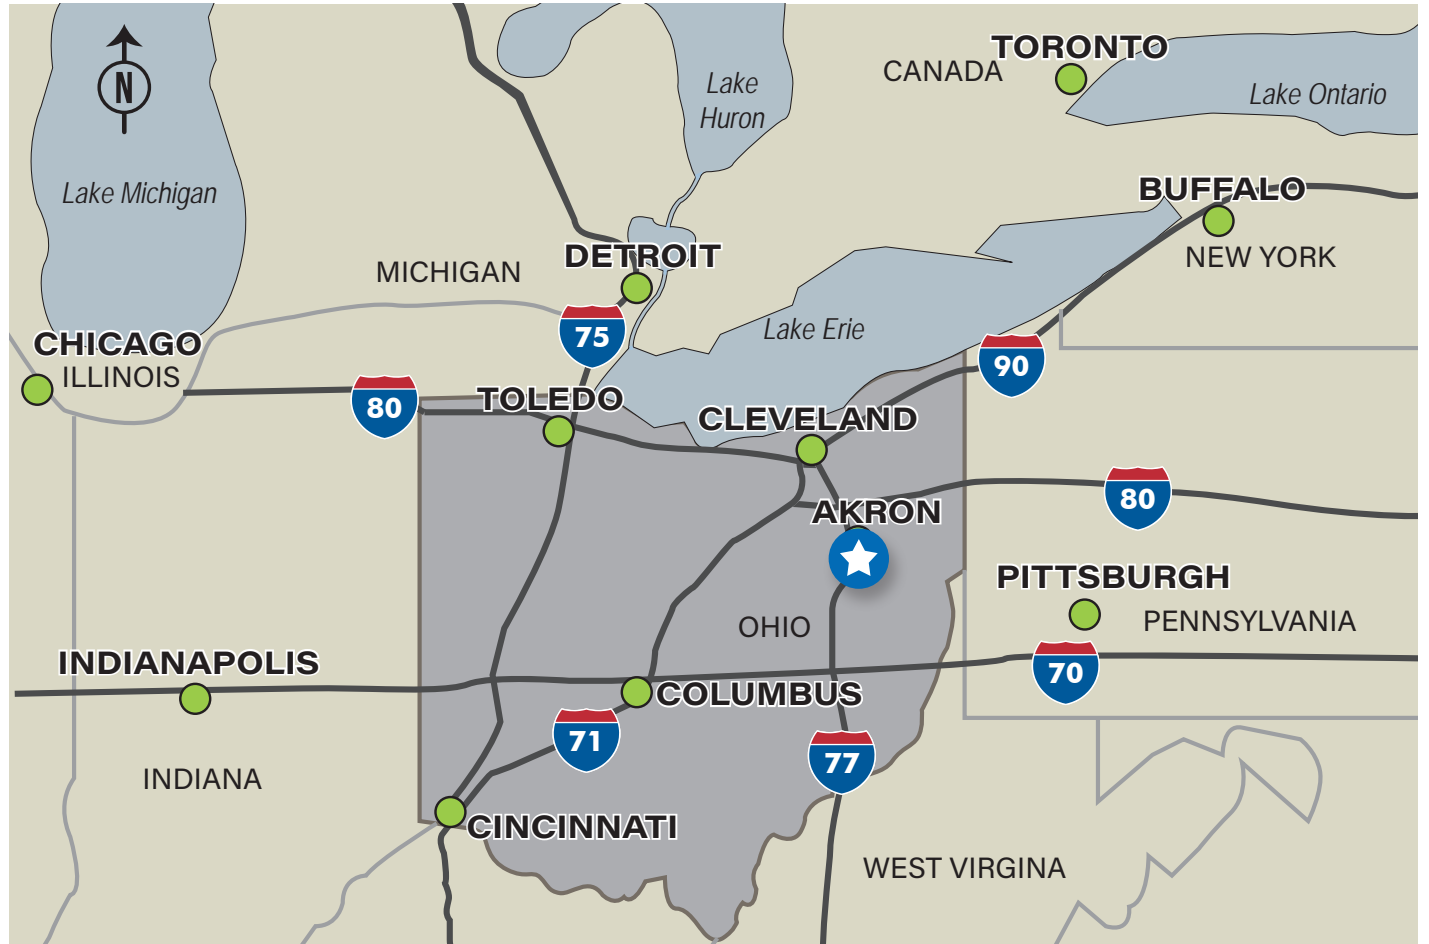 TORONTO
CANADA
Lake
Huron
Lake Ontario
N
Lake Michigan
BUFFALO
DETROIT
MICHIGAN
NEW YORK
75
Lake Erie
CHICAGO
ILLINOIS
90
80
TOLEDO
CLEVELAND
80
AKRON
PITTSBURGH
OHIO
PENNSYLVANIA
INDIANAPOLIS
70
COLUMBUS
71
77
INDIANA
CINCINNATI
WEST VIRGINA